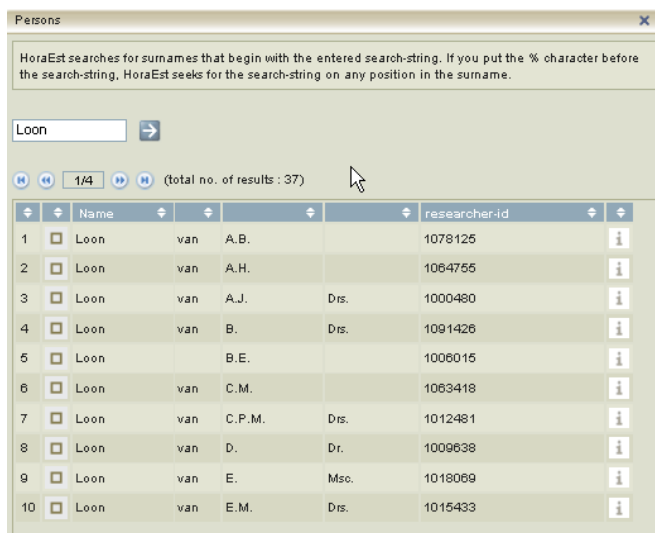 Persons
HoraEst searches for surnames that begin with the entered search-string. If you put the % character before
the search-string, HoraEst seeks for the search-string on any position in the surname.
Loon
1/4 (total no. of results : 37)
Name researcher-id
1 Loon van A.B. 1078125 i
2 Loon van A.H. 1064755 i
3 Loon van A.J. Drs. 1000480 i
4 Loon van B. Drs. 1091426 i
5 Loon B.E. 1006015 i
6 Loon van C.M. 1063418 i
7 Loon van C.P.M. Drs. 1012481 i
8 Loon van D. Dr. 1009638 i
9 Loon van E. Msc. 1018069 i
10 Loon van E.M. Drs. 1015433 i